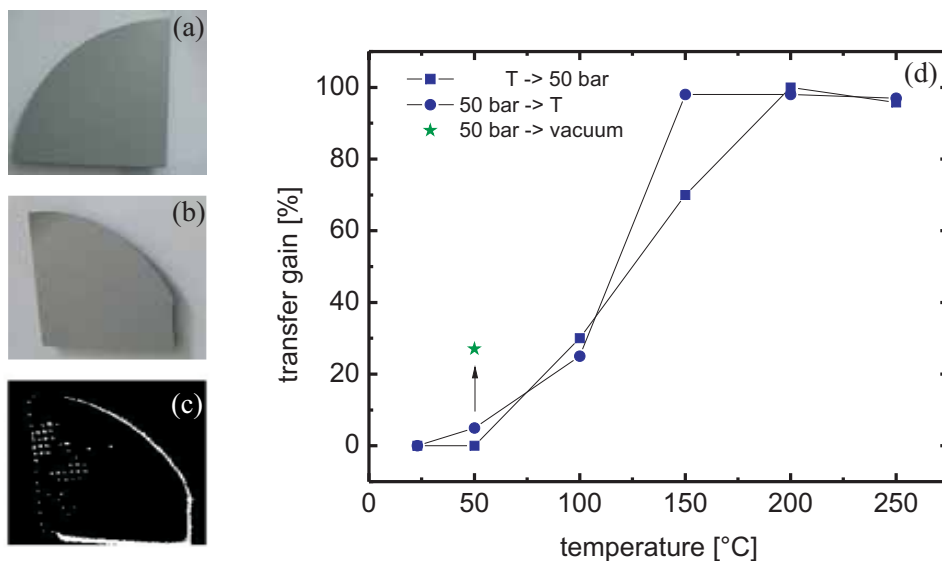 (a)
(b)
(c)
(d)
T -> 50 bar
50 bar -> T
50 bar -> vacuum
transfer gain [%]
100
80
60
40
20
0
0 50 100 150 200 250
temperature [°C]